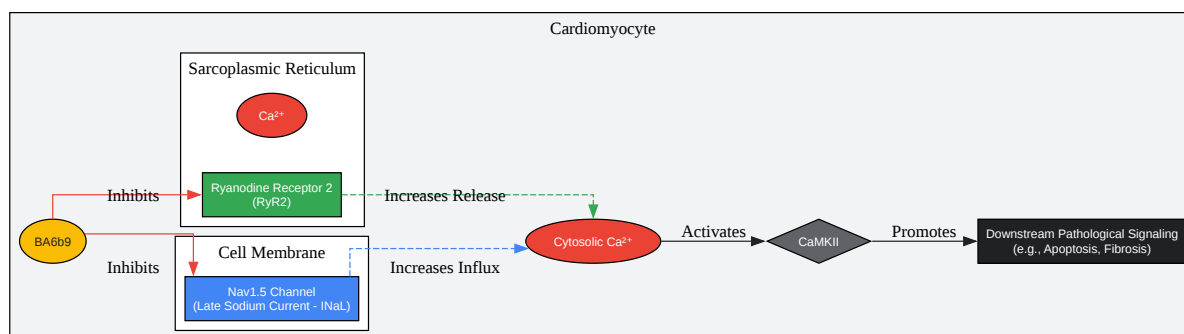 Cardiomyocyte
Sarcoplasmic Reticulum
Ca²⁺
Inhibits
Ryanodine Receptor 2
(RyR2)
Increases Release
BA6b9
Inhibits
Cell Membrane
Nav1.5 Channel
(Late Sodium Current - INaL)
Increases Influx
Cytosolic Ca²⁺
Activates
CaMKII
Promotes
Downstream Pathological Signaling
(e.g., Apoptosis, Fibrosis)